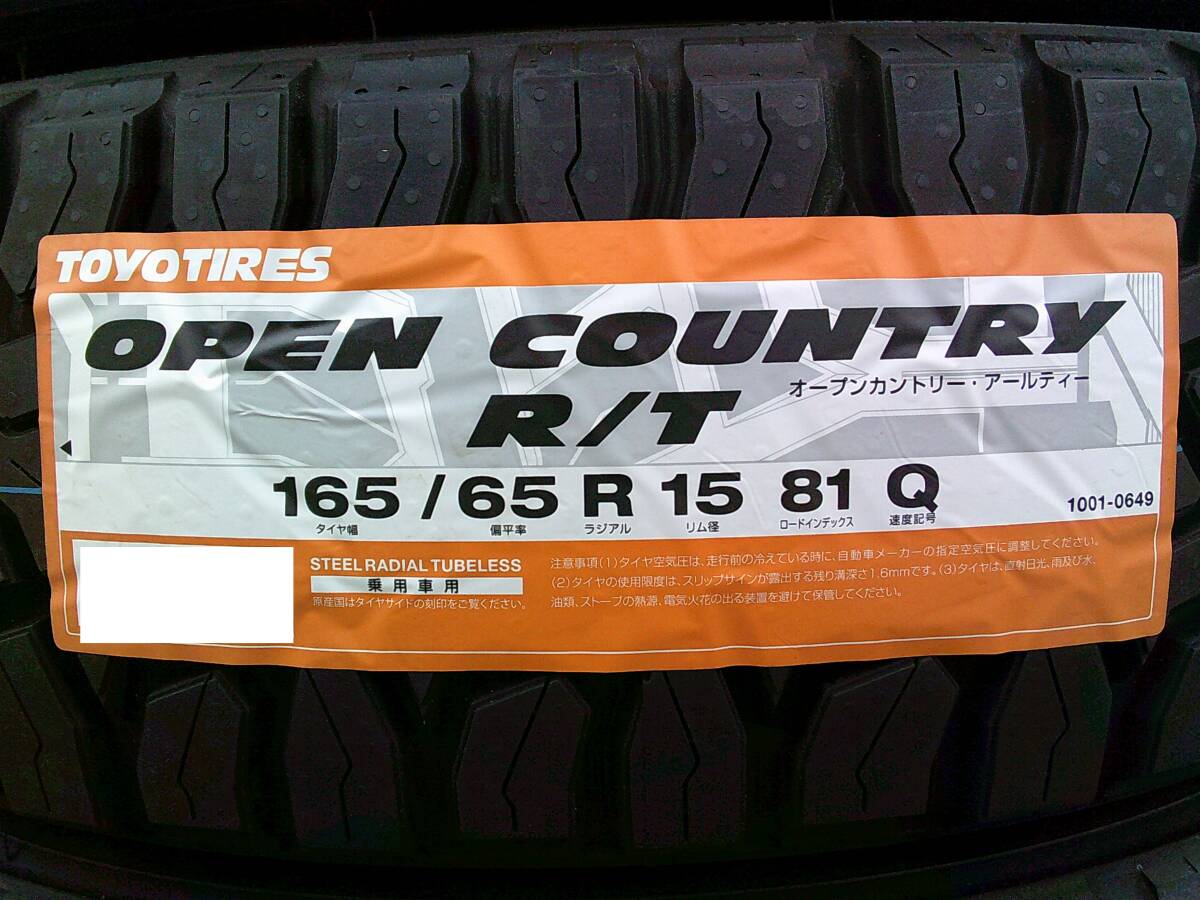 TOYOTIRES
OPEN COUNTRY
オープンカントリー・アールティー
R/T
165 / 65 R 15 81 Q
タイヤ幅 偏平率 ラジアル リム径 ロードインデックス 速度記号
1001-0649
STEEL RADIAL TUBELESS
乗用車用
原産国はタイヤサイドの刻印をご覧ください。
注意事項(1)タイヤ空気圧は、走行前の冷えている時に、自動車メーカーの指定空気圧に調整してください。
(2)タイヤの使用限度は、スリップサインが露出する残り溝深さ1.6mmです。(3)タイヤは、直射日光、雨及び水、
油類、ストーブの熱源、電気火花の出る装置を避けて保管してください。